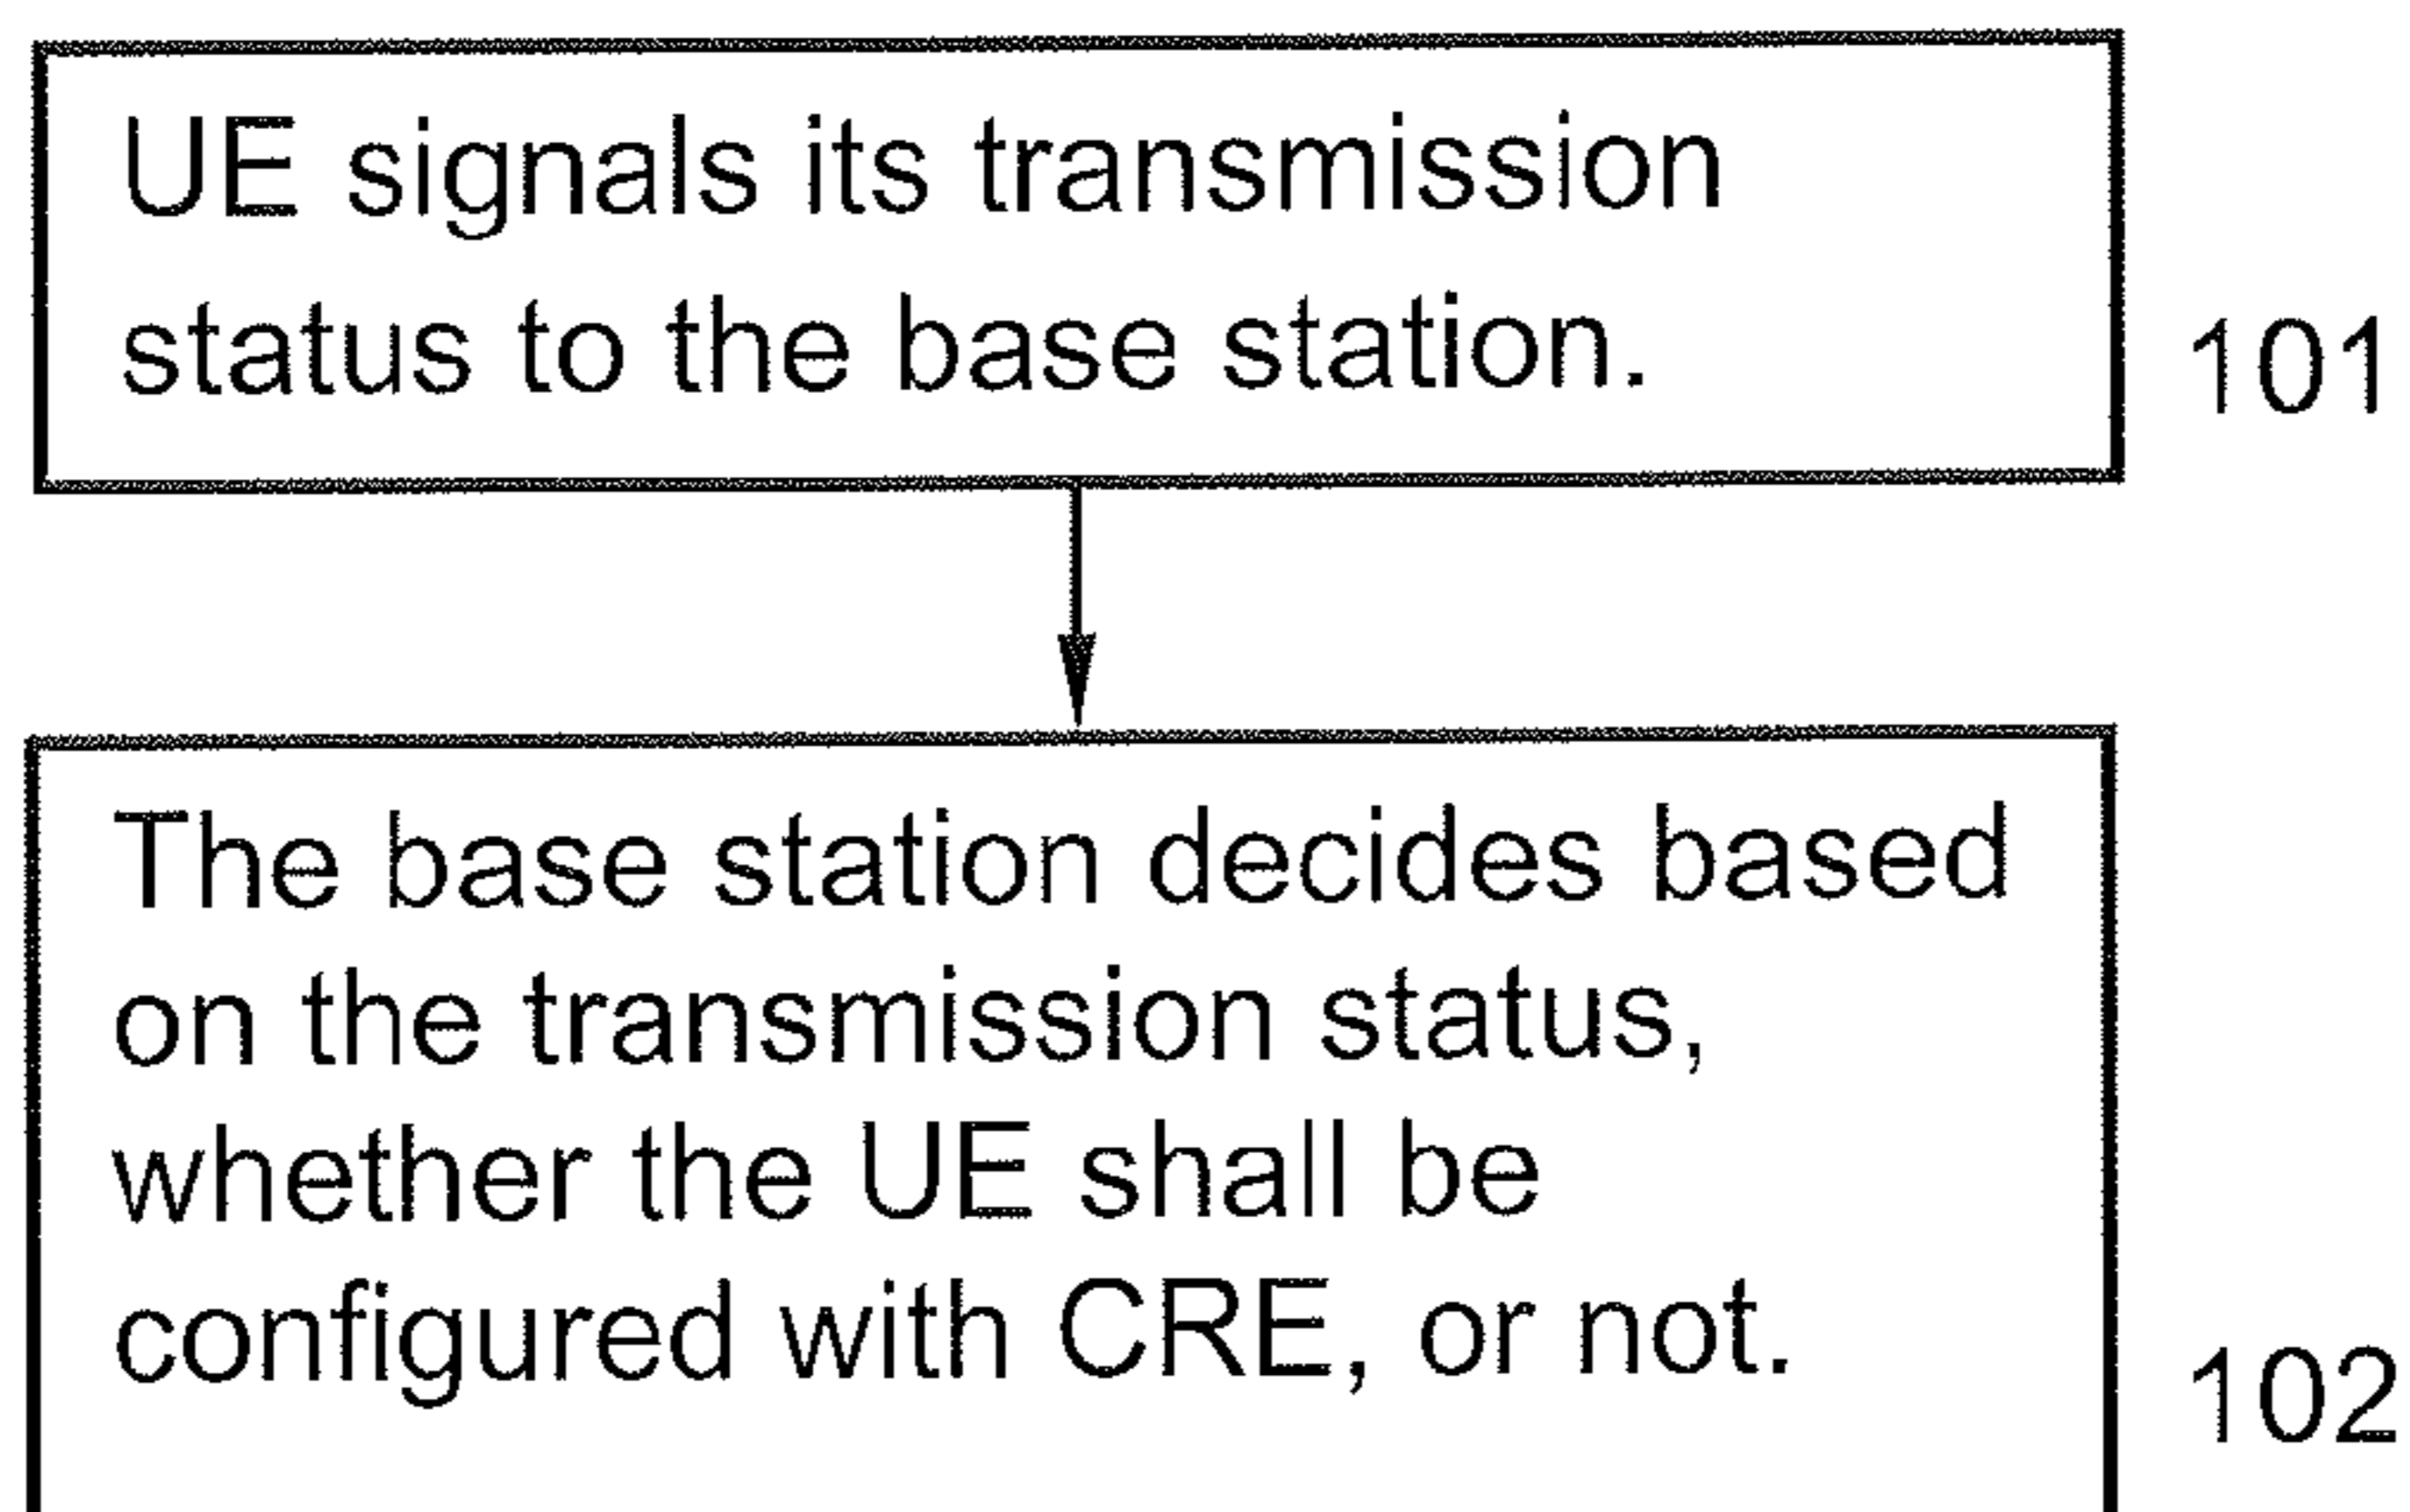 UE signals its transmission
status to the base station.
101
The base station decides based
on the transmission status,
whether the UE shall be
configured with CRE, or not.
102